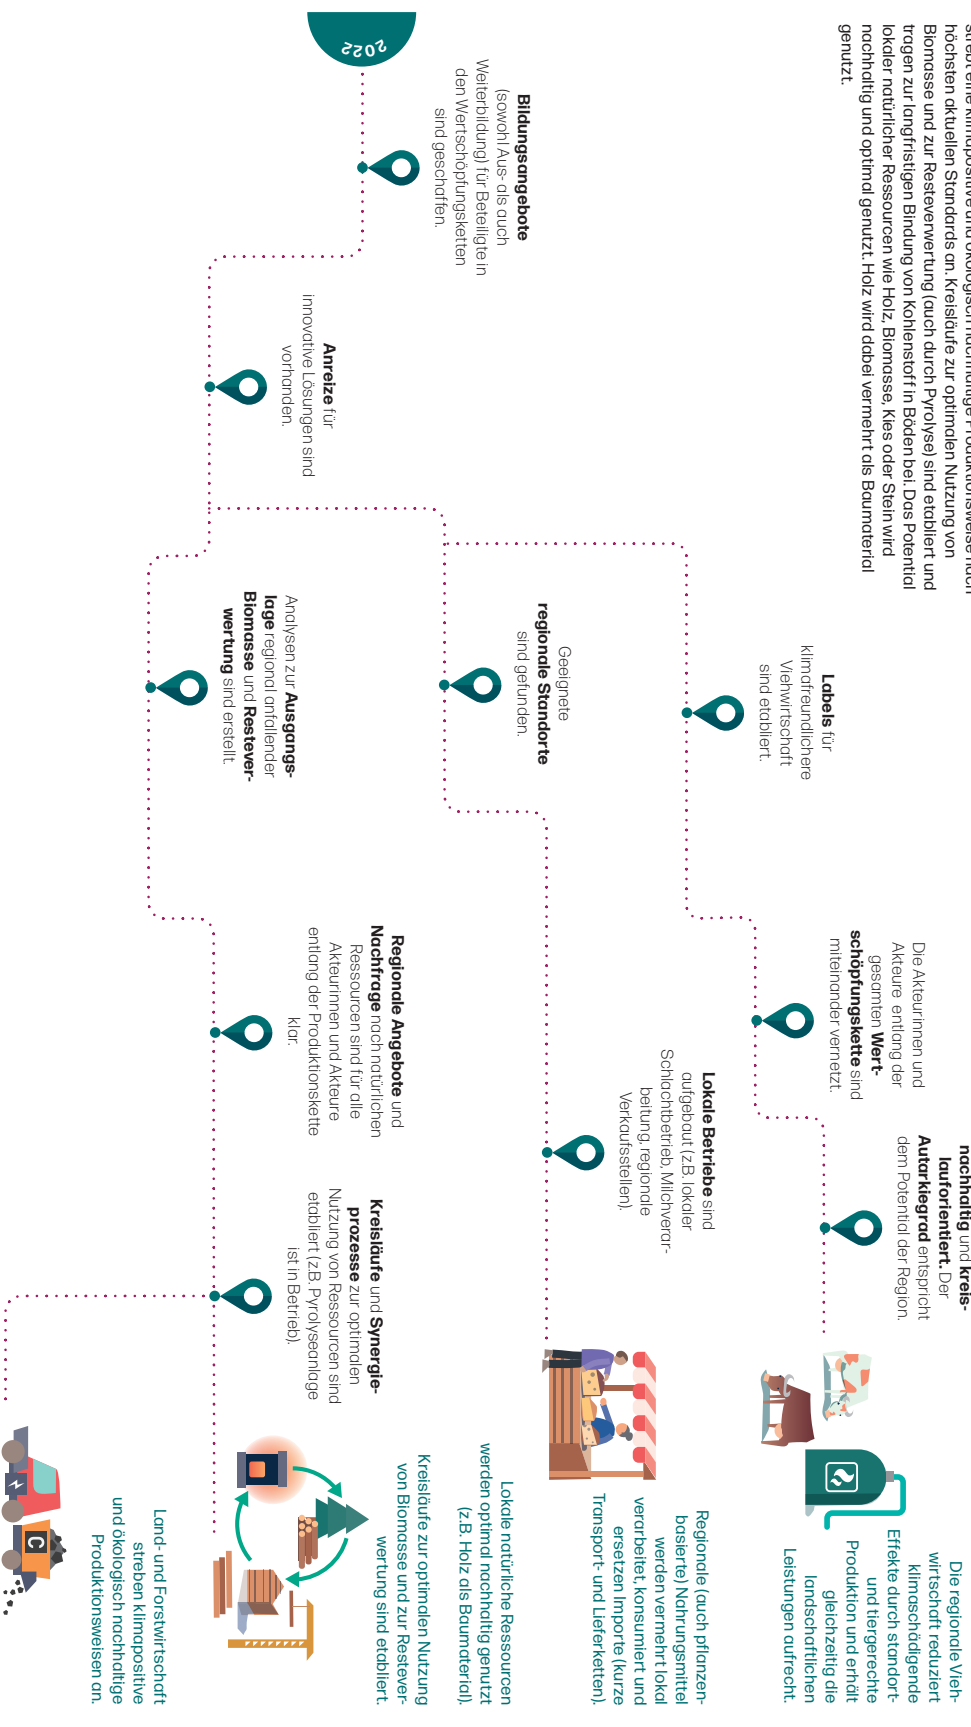 höchsten aktuellen Standards an. Kreisläufe zur optimalen Nutzung von
Biomasse und zur Resteverwertung (auch durch Pyrolyse) sind etabliert und
tragen zur langfristigen Bindung von Kohlenstoff in Böden bei. Das Potential
lokaler natürlicher Ressourcen wie Holz, Biomasse, Kies oder Stein wird
nachhaltig und optimal genutzt. Holz wird dabei vermehrt als Baumaterial
genutzt.
2022
Bildungsangebote
(sowohl Aus- als auch
Weiterbildung) für Beteiligte in
den Wertschöpfungsketten
sind geschaffen.
Anreize für
innovative Lösungen sind
vorhanden.
Labels für
klimafreundlichere
Viehwirtschaft
sind etabliert.
Geeignete
regionale Standorte
sind gefunden.
Analysen zur Ausgangs-
lage regional anfallender
Biomasse und Restever-
wertung sind erstellt.
Die Akteurinnen und
Akteure entlang der
gesamten Wert-
schöpfungskette sind
miteinander vernetzt.
nachhaltig und kreis-
lauforientiert. Der
Autarkiegrad entspricht
dem Potential der Region.
Lokale Betriebe sind
aufgebaut (z.B. lokaler
Schlachtbetrieb, Milchverar-
beitung, regionale
Verkaufsstellen).
Regionale Angebote und
Nachfrage nach natürlichen
Ressourcen sind für alle
Akteurinnen und Akteure
entlang der Produktionskette
klar.
Kreisläufe und Synergie-
prozesse zur optimalen
Nutzung von Ressourcen sind
etabliert (z.B. Pyrolyseanlage
ist in Betrieb).
Die regionale Vieh-
wirtschaft reduziert
klimaschädigende
Effekte durch standort-
und tiergerechte
Produktion und erhält
gleichzeitig die
landschaftlichen
Leistungen aufrecht.
Regionale (auch pflanzen-
basierte) Nahrungsmittel
werden vermehrt lokal
verarbeitet, konsumiert und
ersetzen Importe (kurze
Transport- und Lieferketten).
Lokale natürliche Ressourcen
werden optimal nachhaltig genutzt
(z.B. Holz als Baumaterial).
Kreisläufe zur optimalen Nutzung
von Biomasse und zur Restever-
wertung sind etabliert.
Land- und Forstwirtschaft
streben klimapositive
und ökologisch nachhaltige
Produktionsweisen an.
C